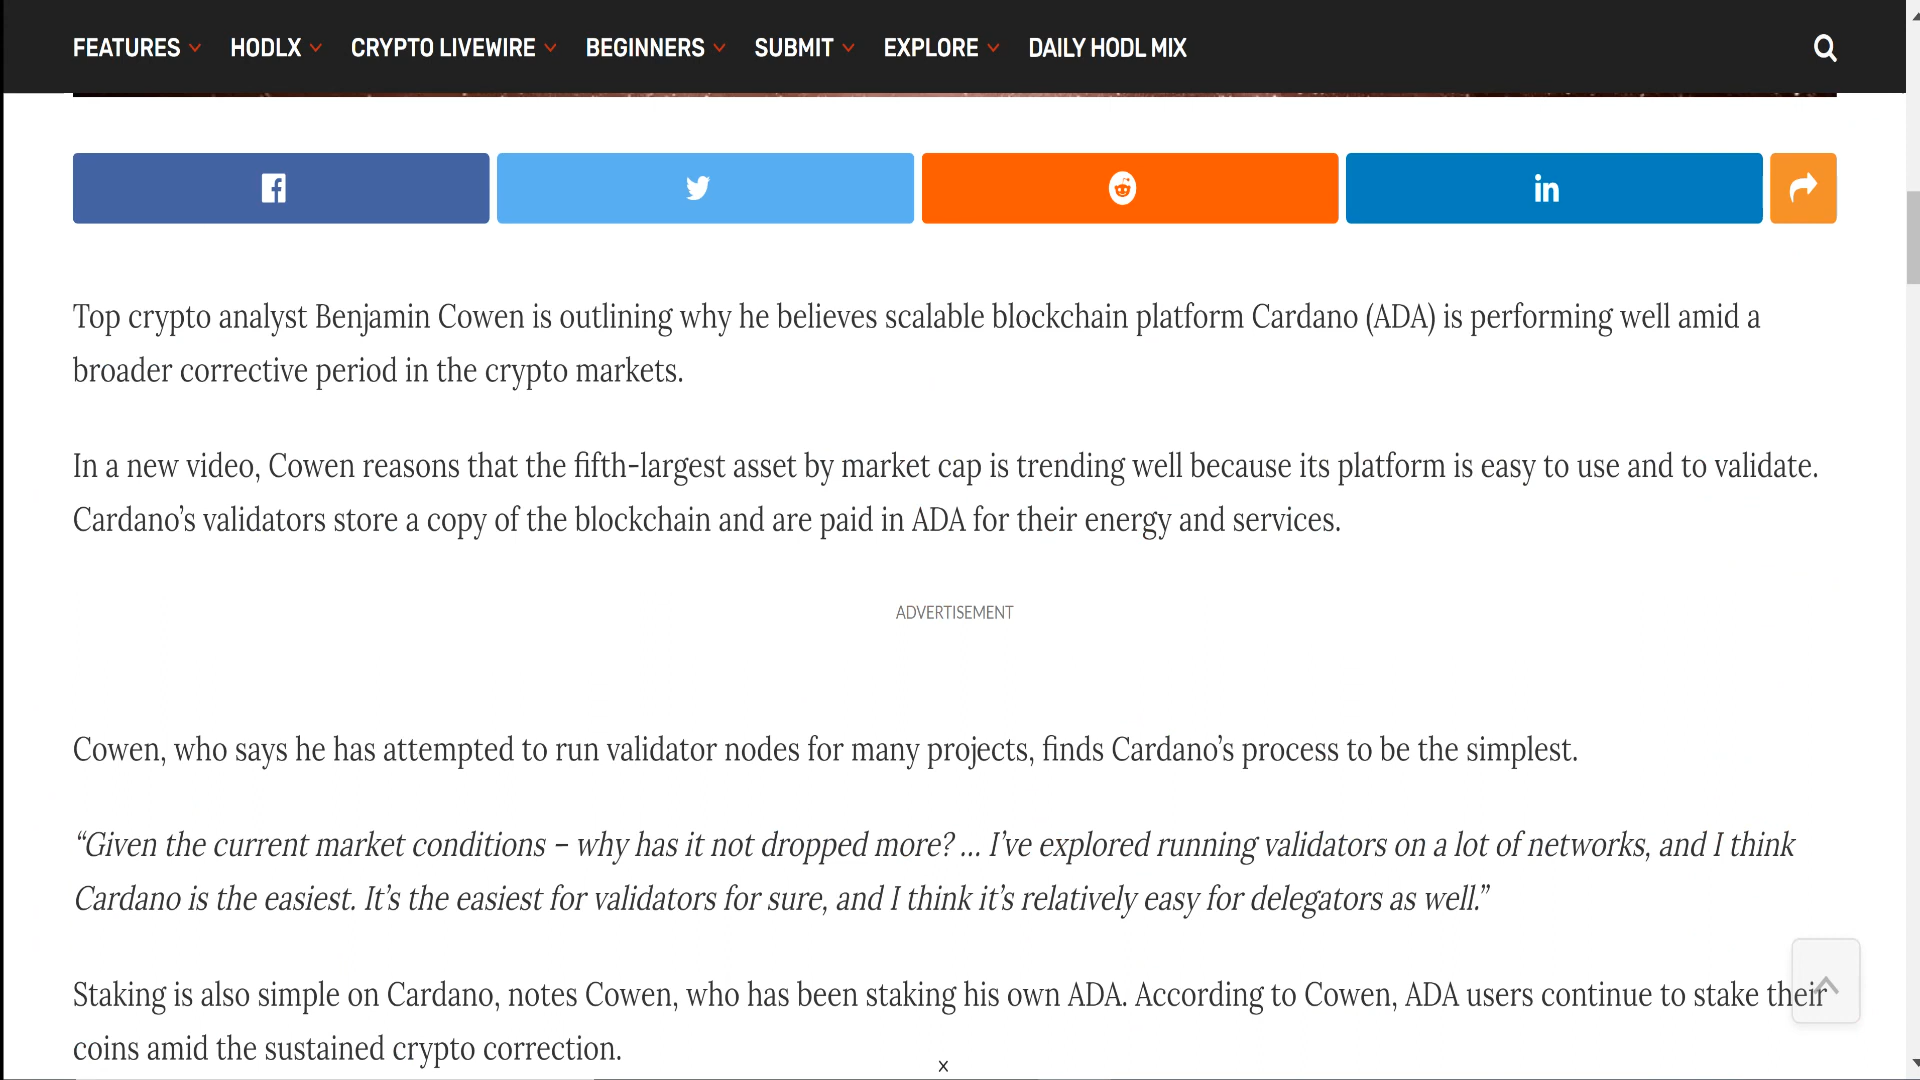 FEATURES HODLX CRYPTO LIVEWIRE BEGINNERS SUBMIT EXPLORE DAILY HODL MIX
Top crypto analyst Benjamin Cowen is outlining why he believes scalable blockchain platform Cardano (ADA) is performing well amid a
broader corrective period in the crypto markets.
In a new video, Cowen reasons that the fifth-largest asset by market cap is trending well because its platform is easy to use and to validate.
Cardano’s validators store a copy of the blockchain and are paid in ADA for their energy and services.
ADVERTISEMENT
Cowen, who says he has attempted to run validator nodes for many projects, finds Cardano’s process to be the simplest.
“Given the current market conditions – why has it not dropped more? … I’ve explored running validators on a lot of networks, and I think
Cardano is the easiest. It’s the easiest for validators for sure, and I think it’s relatively easy for delegators as well.”
Staking is also simple on Cardano, notes Cowen, who has been staking his own ADA. According to Cowen, ADA users continue to stake their
coins amid the sustained crypto correction.
x